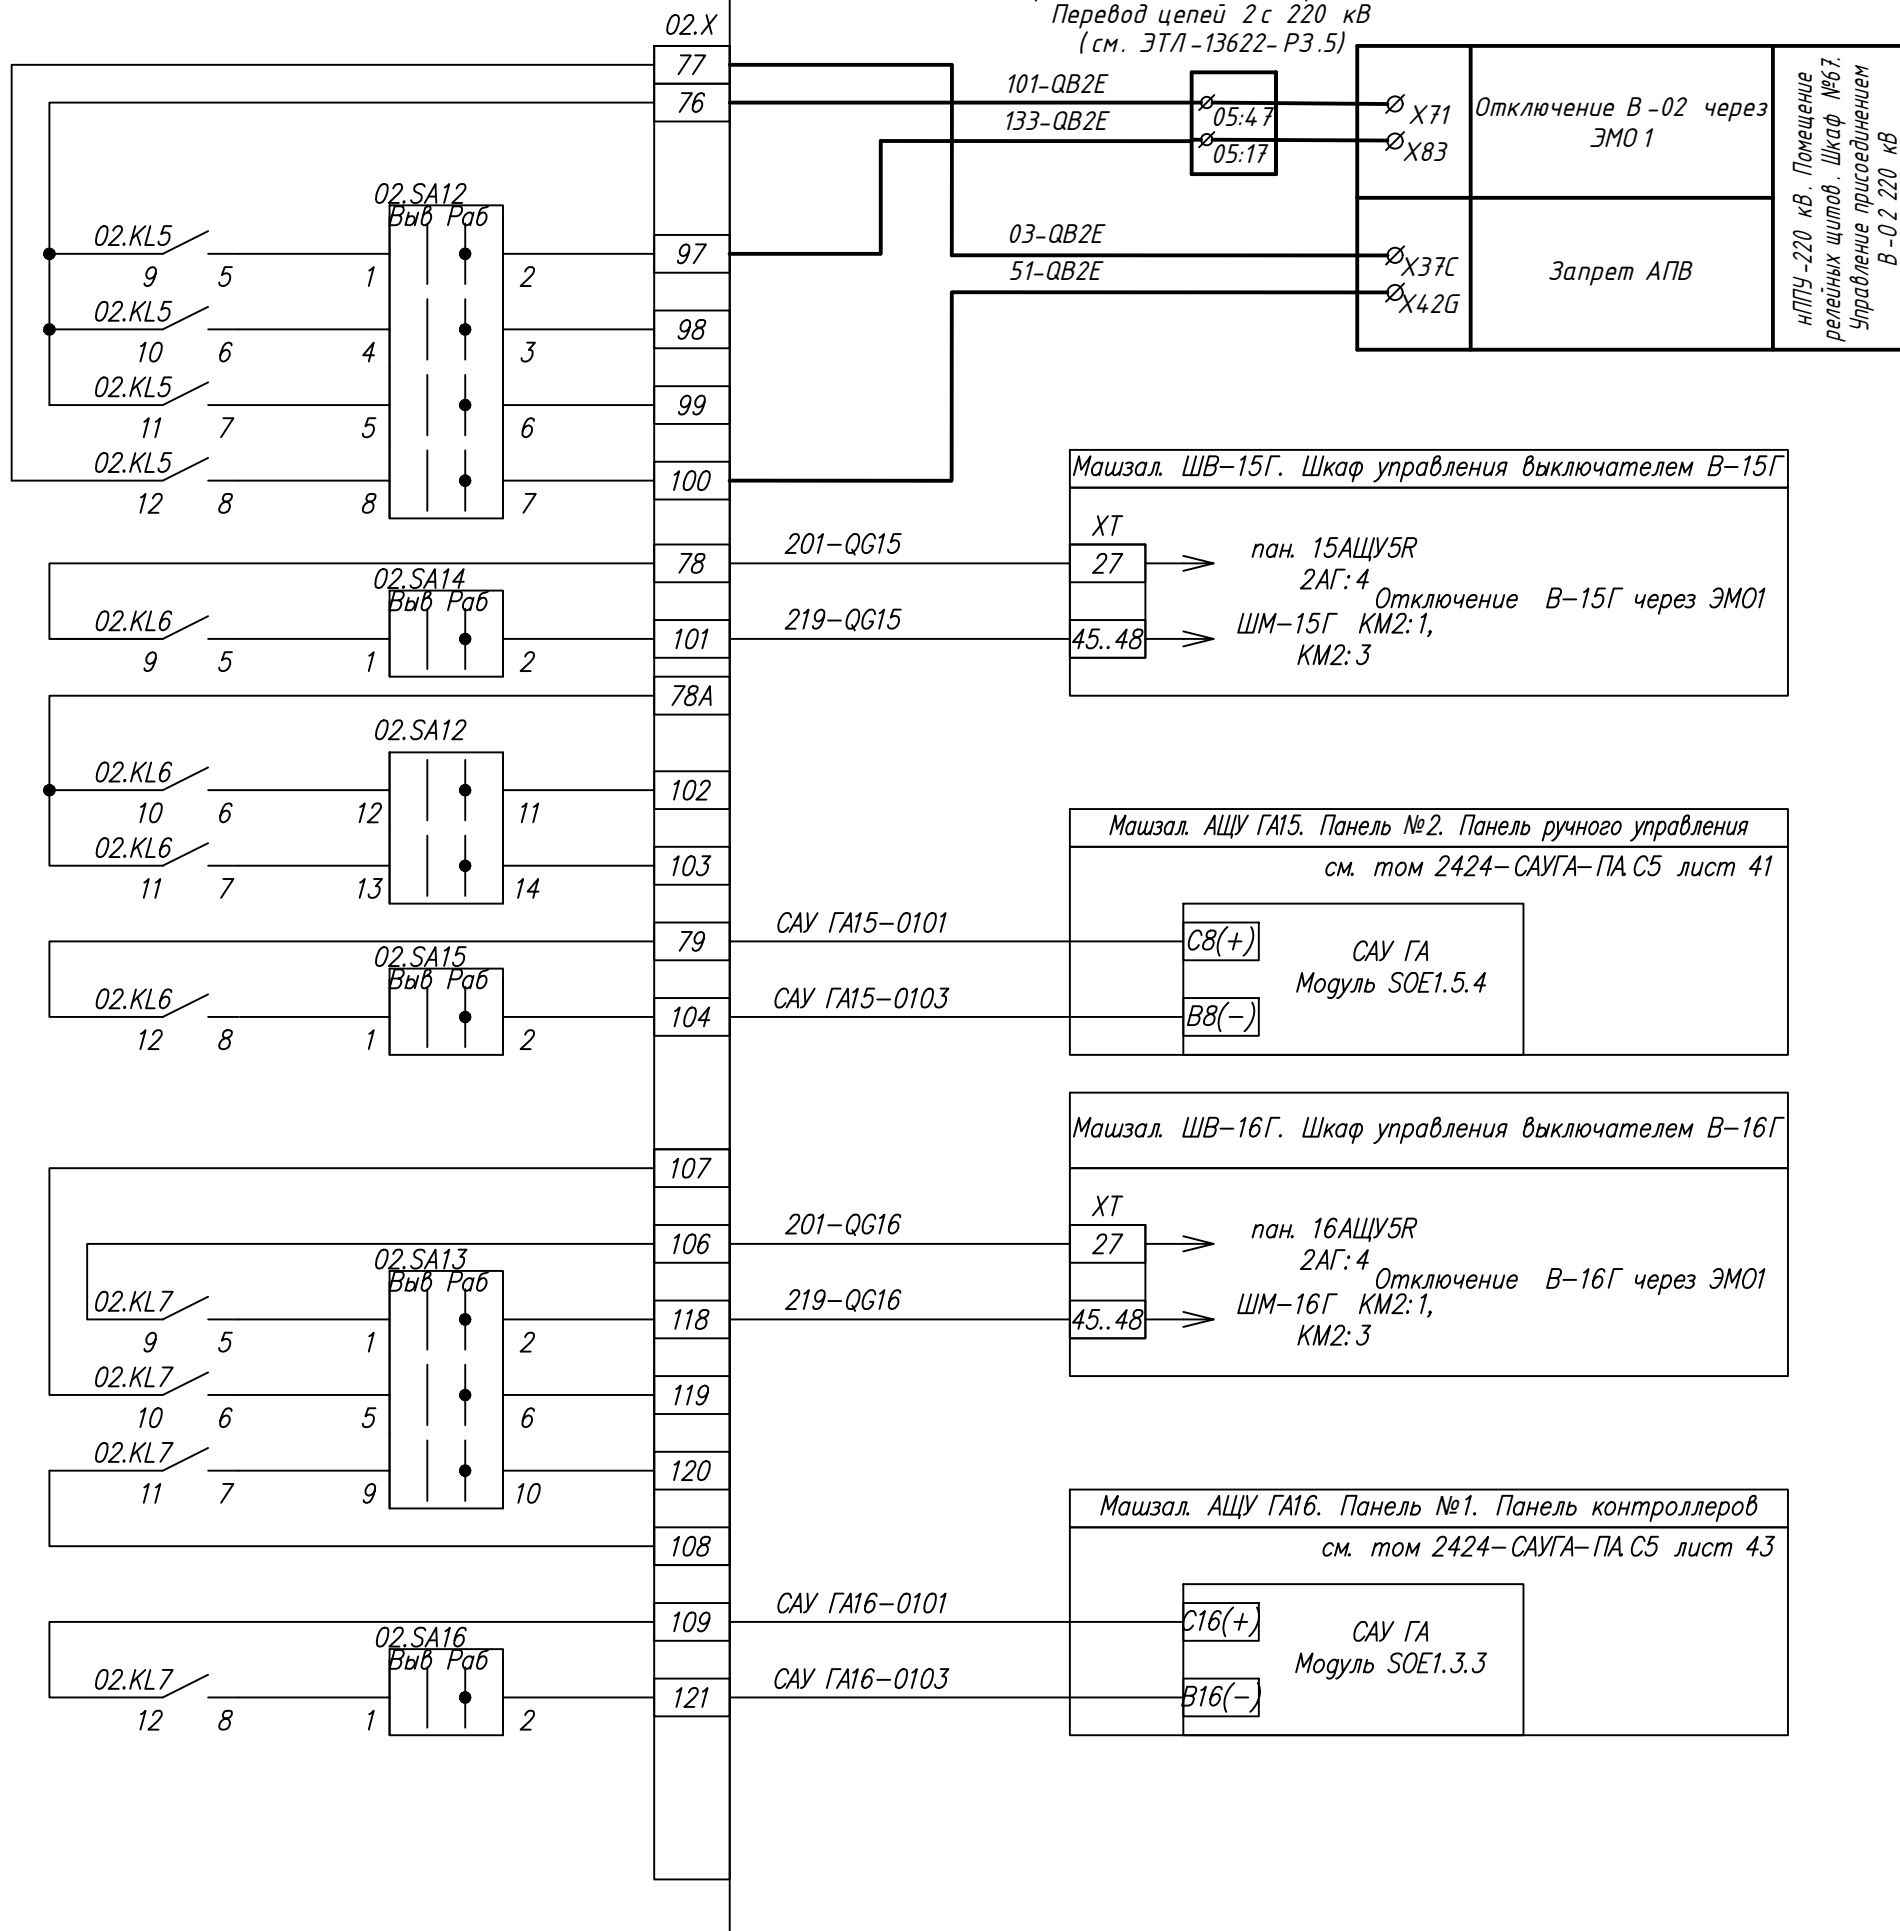 02.X
Перевод цепей 2с 220 кВ
(см. ЭТЛ-13622-РЗ.5)
77
76
101-QB2E
133-QB2E
05:47
05:17
X71
X83
Отключение В-02 через
ЭМО1
нППУ-220 кВ. Помещение
релейных щитов. Шкаф №67.
Управление присоединением
В-02 220 кВ
02.SA12
Выв Раб
02.KL5
9 5 1 2
97
03-QB2E
X37C
Запрет АПВ
51-QB2E
X42G
02.KL5
10 6 4 3
98
02.KL5
11 7 5 6
99
02.KL5
12 8 8 7
100
Машзал. ШВ-15Г. Шкаф управления выключателем В-15Г
XT
78
201-QG15
27
пан. 15АЩУ5R
2АГ:4
Отключение В-15Г через ЭМО1
02.SA14
Выв Раб
02.KL6
9 5 1 2
101
219-QG15
45..48
ШМ-15Г КМ2:1,
КМ2:3
78A
02.SA12
02.KL6
10 6 12 11
102
02.KL6
11 7 13 14
103
Машзал. АЩУ ГА15. Панель №2. Панель ручного управления
см. том 2424-САУГА-ПА.С5 лист 41
79
САУ ГА15-0101
C8(+)
САУ ГА
Модуль SOE1.5.4
02.SA15
Выв Раб
02.KL6
12 8 1 2
104
САУ ГА15-0103
B8(-)
Машзал. ШВ-16Г. Шкаф управления выключателем В-16Г
107
XT
106
201-QG16
27
пан. 16АЩУ5R
2АГ:4
Отключение В-16Г через ЭМО1
02.SA13
Выв Раб
02.KL7
9 5 1 2
118
219-QG16
45..48
ШМ-16Г КМ2:1,
КМ2:3
02.KL7
10 6 5 6
119
02.KL7
11 7 9 10
120
108
Машзал. АЩУ ГА16. Панель №1. Панель контроллеров
см. том 2424-САУГА-ПА.С5 лист 43
109
САУ ГА16-0101
C16(+)
САУ ГА
Модуль SOE1.3.3
02.SA16
Выв Раб
02.KL7
12 8 1 2
121
САУ ГА16-0103
B16(-)